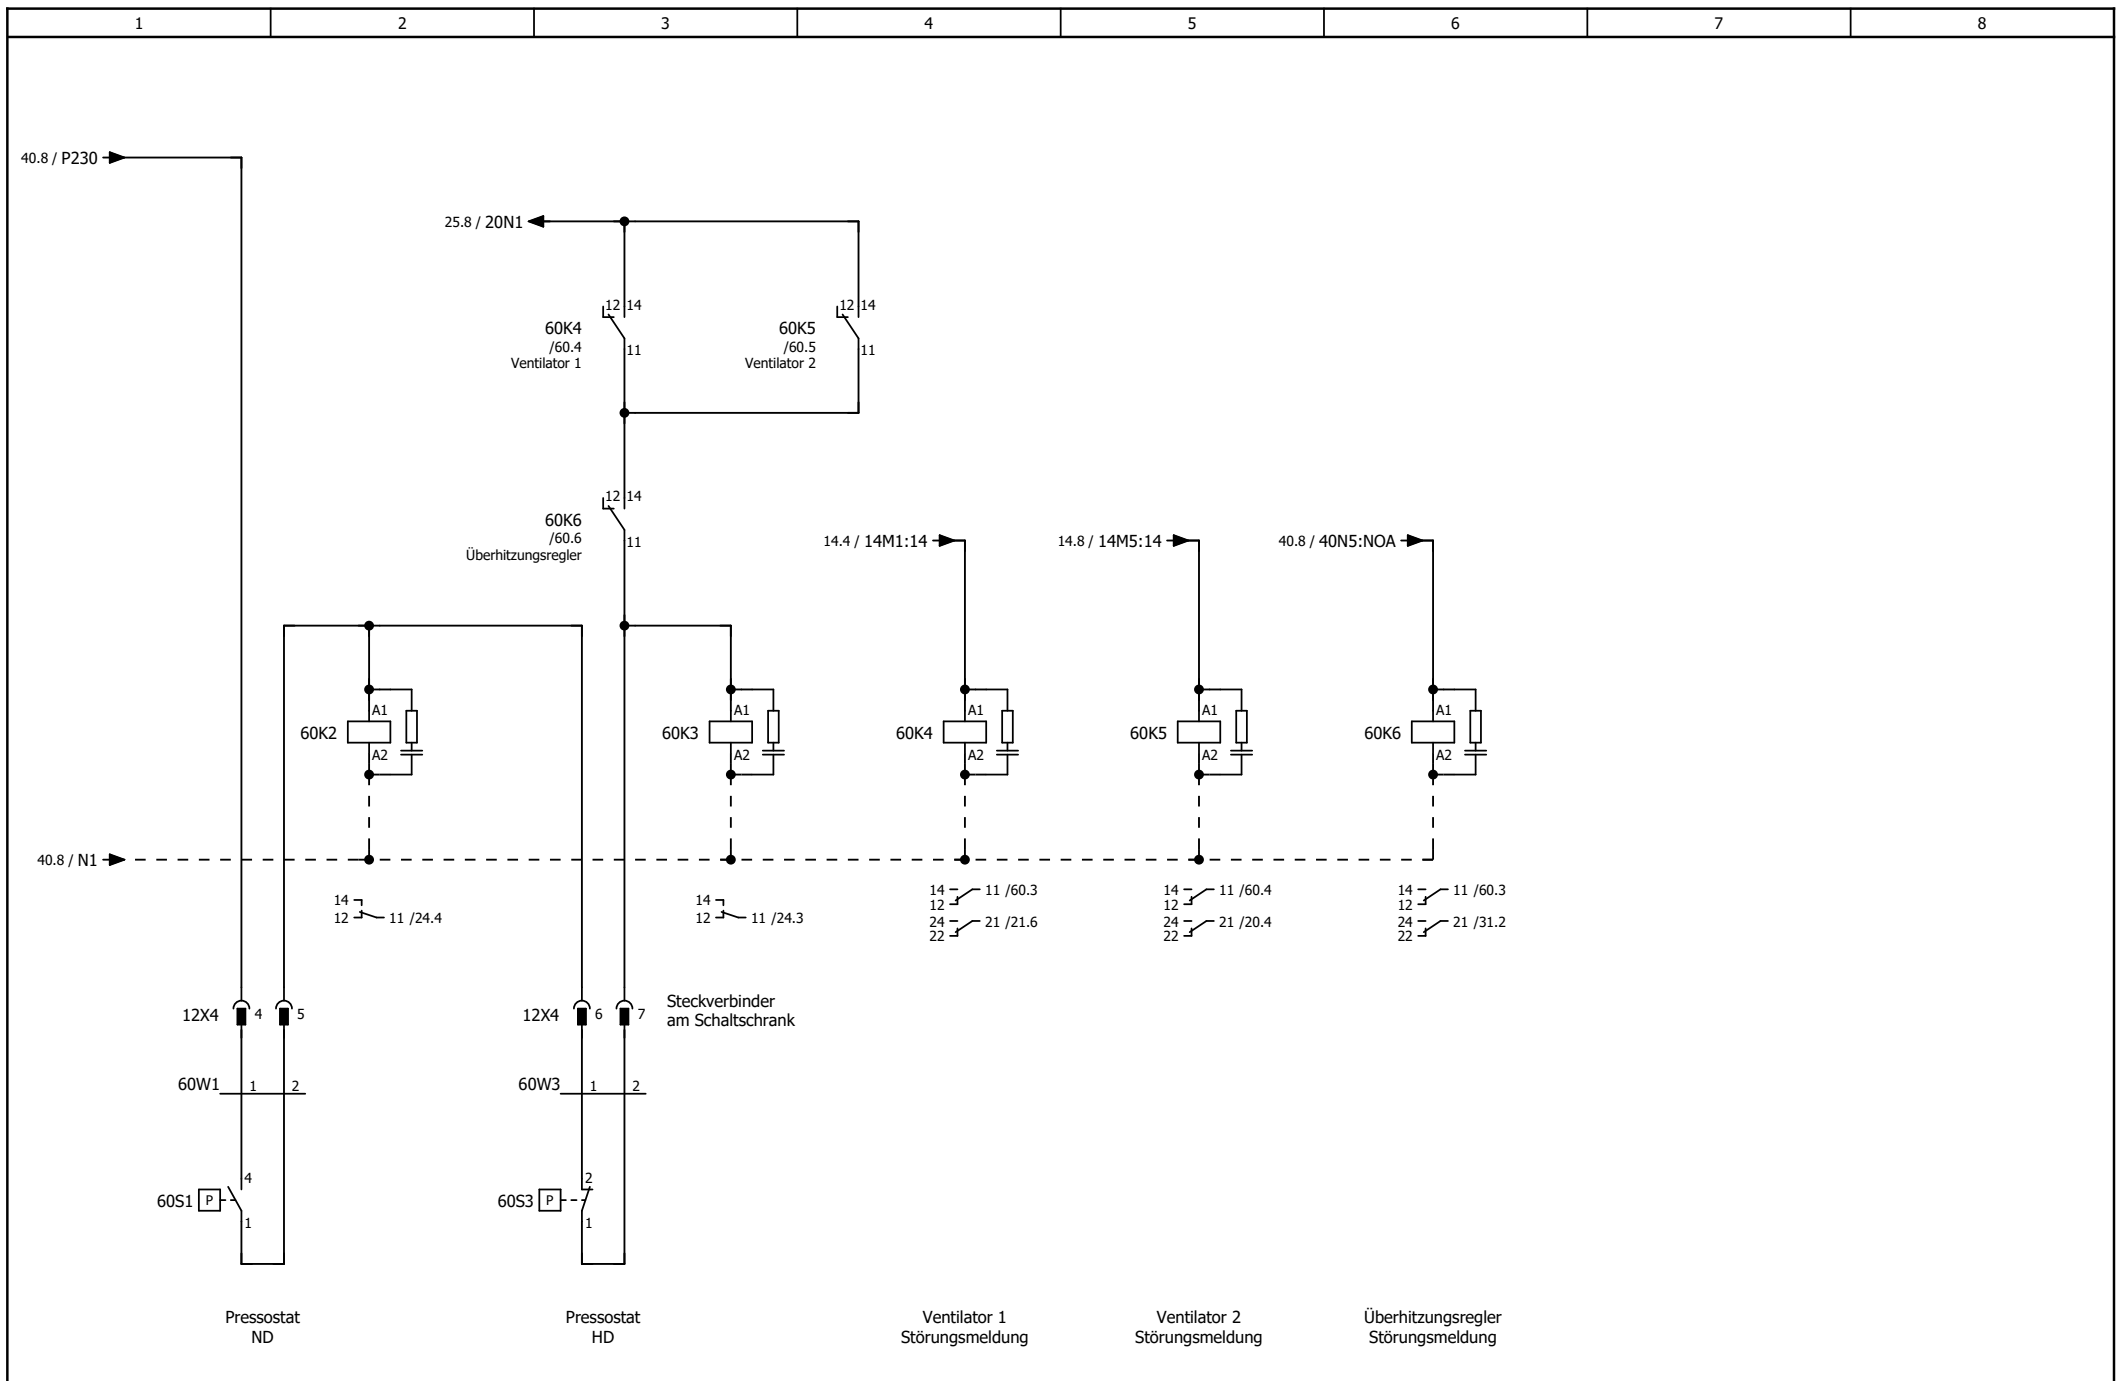 1 2 3 4 5 6 7 8
40.8 / P230
25.8 / 20N1
12 14 12 14
60K4 60K5
/60.4 /60.5
11 11
Ventilator 1 Ventilator 2
12 14
60K6
/60.6
11
Überhitzungsregler
14.4 / 14M1:14 14.8 / 14M5:14 40.8 / 40N5:NOA
A1 A1 A1 A1 A1
60K2 60K3 60K4 60K5 60K6
A2 A2 A2 A2 A2
40.8 / N1
14 14 14 11 /60.3 14 11 /60.4 14 11 /60.3
12 11 /24.4 12 11 /24.3 12 12 12
24 21 /21.6 24 21 /20.4 24 21 /31.2
22 22 22
Steckverbinder
am Schaltschrank
12X4 4 5 12X4 6 7
60W1 1 2 60W3 1 2
4 2
60S1 P 60S3 P
1 1
Pressostat
ND
Pressostat
HD
Ventilator 1
Störungsmeldung
Ventilator 2
Störungsmeldung
Überhitzungsregler
Störungsmeldung